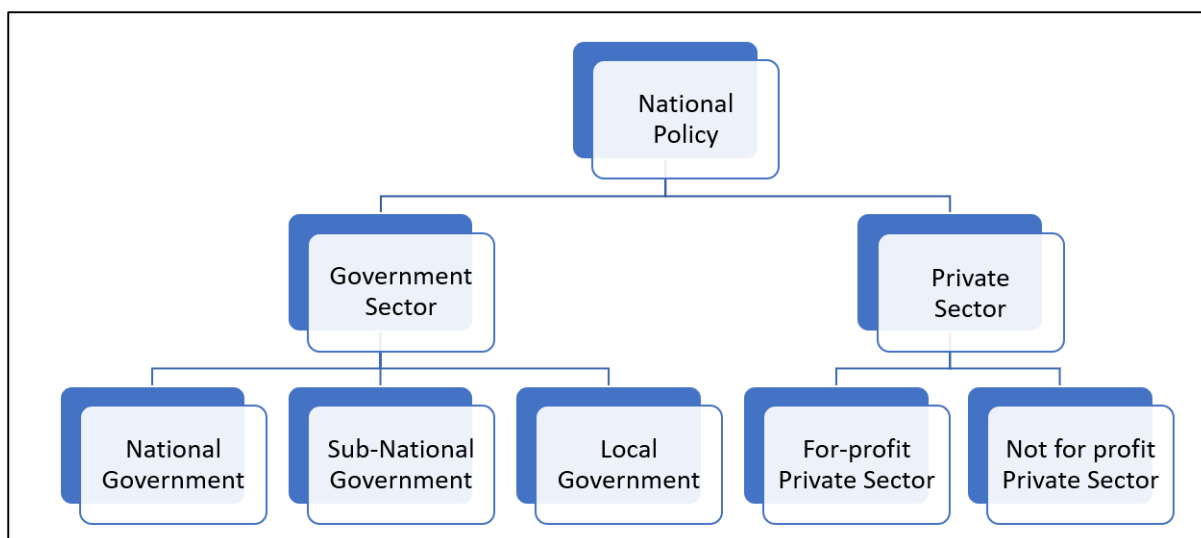 National
Policy
Government
Sector
Private
Sector
National
Government
Sub-National
Government
Local
Government
For-profit
Private Sector
Not for profit
Private Sector